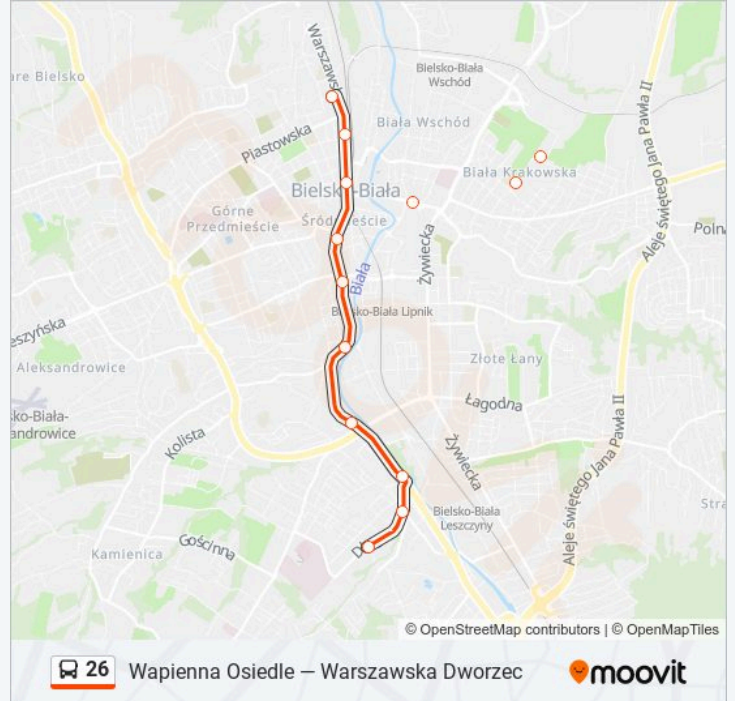 Warszawsk
Bielsko-Biała
Wschód
are Bielsko
Biała Wschód
Piastowska
Aleje świętego Jana Pawła II
Biała Krakowska
Bielsko-Biała
Górne
Przedmieście
Śródmieście
Żywiecka
Poln
Biała
Bielsko-Biała Lipnik
eszyńska
Złote Łany
Aleksandrowice
Łagodna
sko-Biała-
androwice
Kolista
Żywiecka
Aleje świętego Jana Pawła II
Stra
Bielsko-Biała
Leszczyny
Gościnna
Kamienica
© OpenStreetMap contributors | © OpenMapTiles
26 Wapienna Osiedle — Warszawska Dworzec moovit